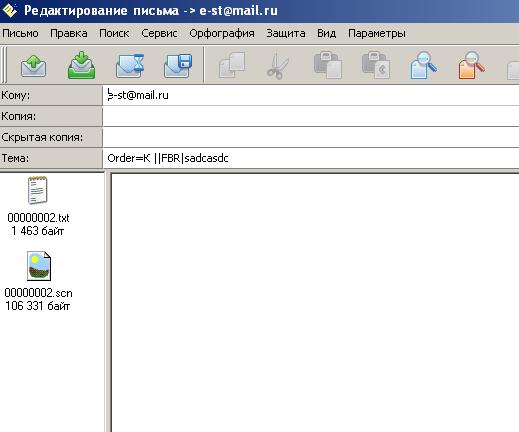 Редактирование письма -> e-st@mail.ru
Письмо Правка Поиск Сервис Орфография Защита Вид Параметры
Кому: e-st@mail.ru
Копия:
Скрытая копия:
Тема: Order=K ||FBR|sadcasdc
00000002.txt
1 463 байт
00000002.scn
106 331 байт